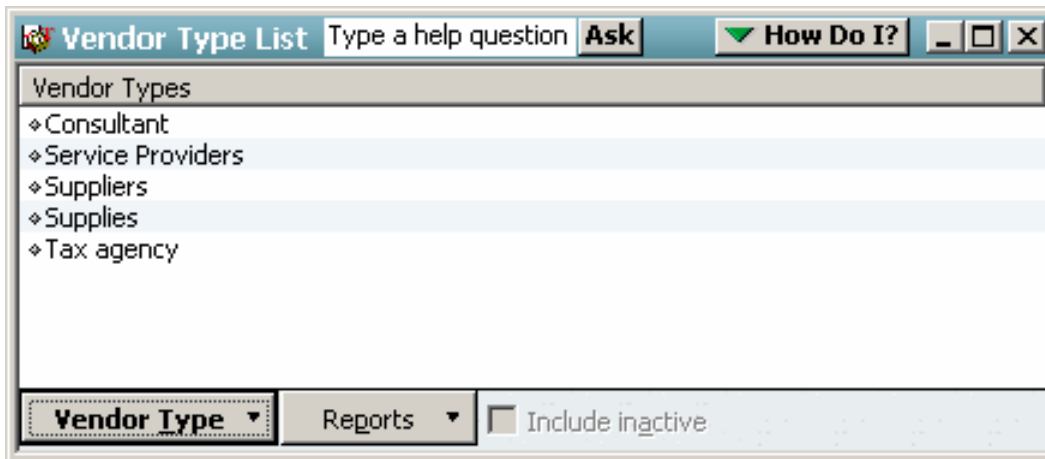 Vendor Type List Type a help question Ask How Do I?
Vendor Types
Consultant
Service Providers
Suppliers
Supplies
Tax agency
Vendor Type Reports Include inactive